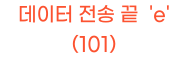 데이터 전송 끝 'e'
(101)